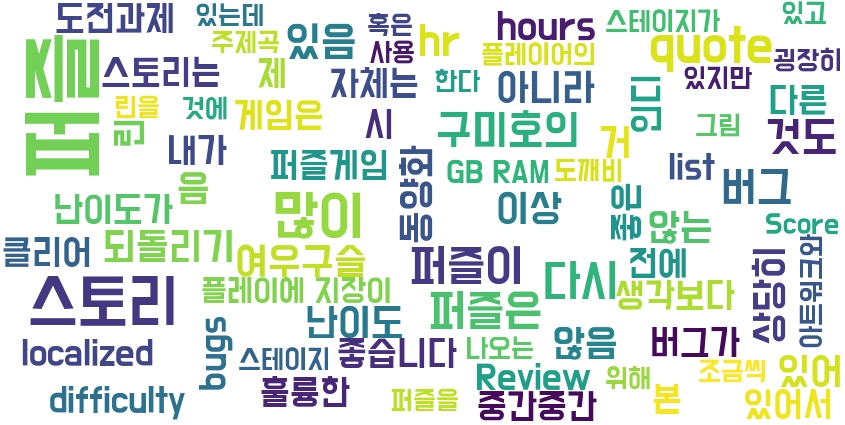 도전과제 있는데 혹은 hours 스테이지가 있고
주제곡 있음 사용 hr 플레이어의 quote 굉장히
퍼즐 스토리는 제 자체는 한다 아니라 인디 있지만 다른
린을 것에 게임은 시 구미호의 거 그림 것도
린 내가 퍼즐게임 GB RAM 도깨비 list 버그
음 난이도가 많이 동양화 이상 좋은 않는 Score
클리어 되돌리기 여우구슬 퍼즐이 다시 전에 상당히 아트워크와
스토리 플레이에 지장이 퍼즐은 생각보다
난이도 않음 버그가
localized bugs 스테이지 좋습니다 나오는 Review 위해 조금씩 있어
difficulty 훌륭한 퍼즐을 중간중간 본 있어서